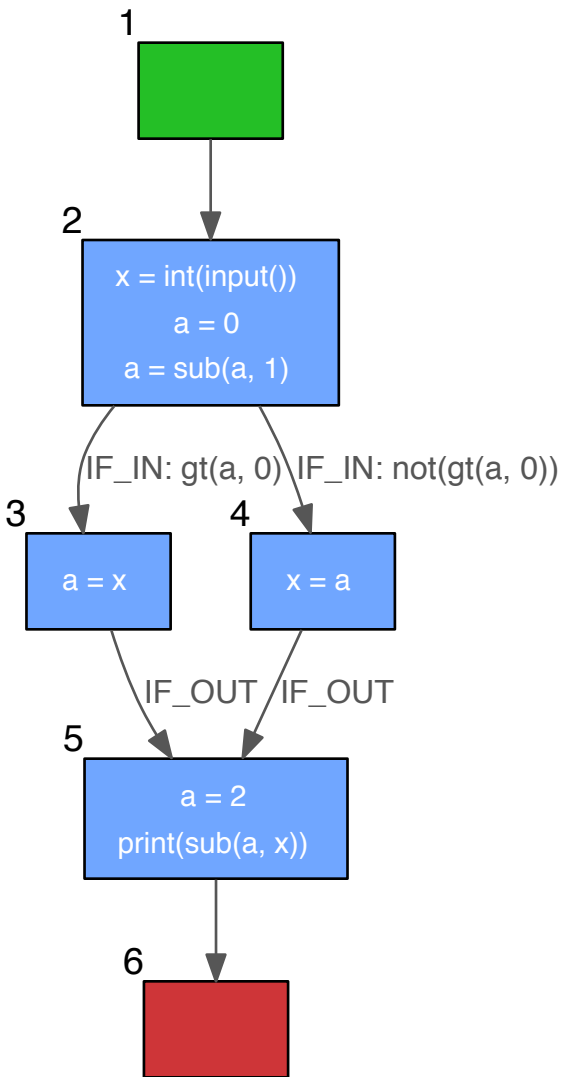 1
2
x = int(input())
a = 0
a = sub(a, 1)
IF_IN: gt(a, 0) IF_IN: not(gt(a, 0))
3
4
a = x
x = a
IF_OUT IF_OUT
5
a = 2
print(sub(a, x))
6